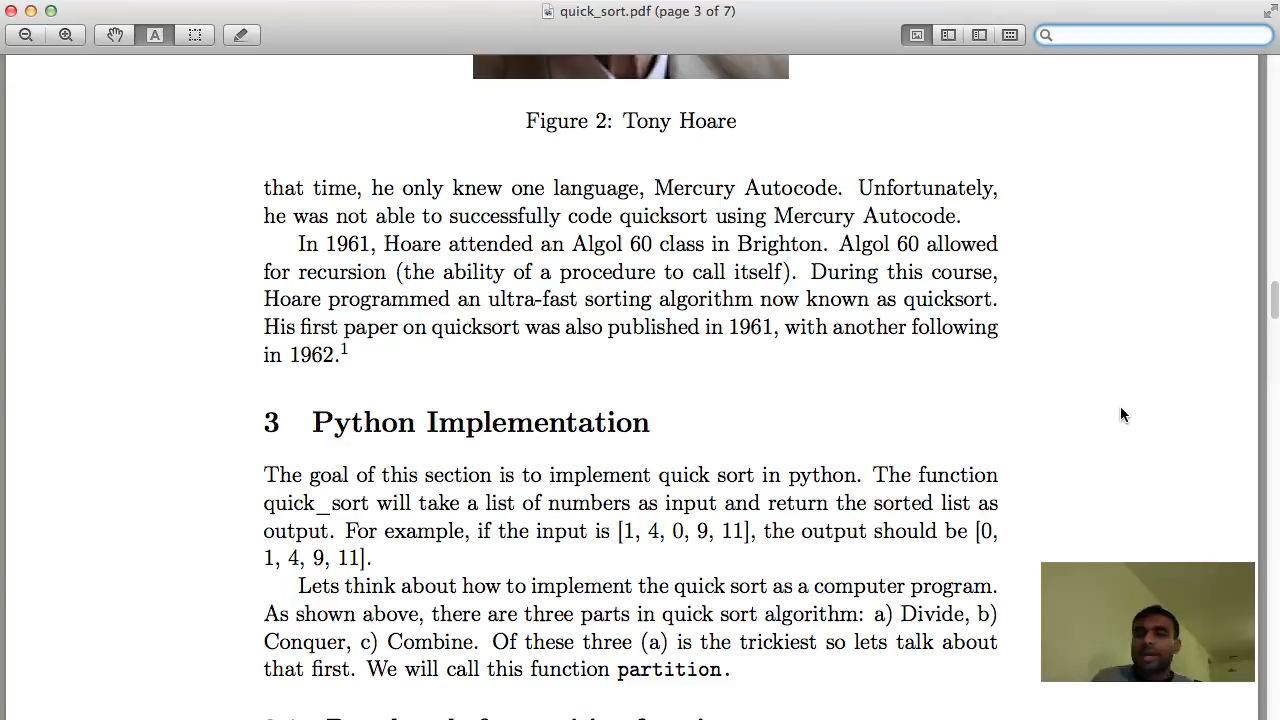 quick_sort.pdf (page 3 of 7)
A
Figure 2: Tony Hoare
that time, he only knew one language, Mercury Autocode. Unfortunately,
he was not able to successfully code quicksort using Mercury Autocode.
In 1961, Hoare attended an Algol 60 class in Brighton. Algol 60 allowed
for recursion (the ability of a procedure to call itself). During this course,
Hoare programmed an ultra-fast sorting algorithm now known as quicksort.
His first paper on quicksort was also published in 1961, with another following
in 1962.1
3 Python Implementation
The goal of this section is to implement quick sort in python. The function
quick_sort will take a list of numbers as input and return the sorted list as
output. For example, if the input is [1, 4, 0, 9, 11], the output should be [0,
1, 4, 9, 11].
Lets think about how to implement the quick sort as a computer program.
As shown above, there are three parts in quick sort algorithm: a) Divide, b)
Conquer, c) Combine. Of these three (a) is the trickiest so lets talk about
that first. We will call this function partition.